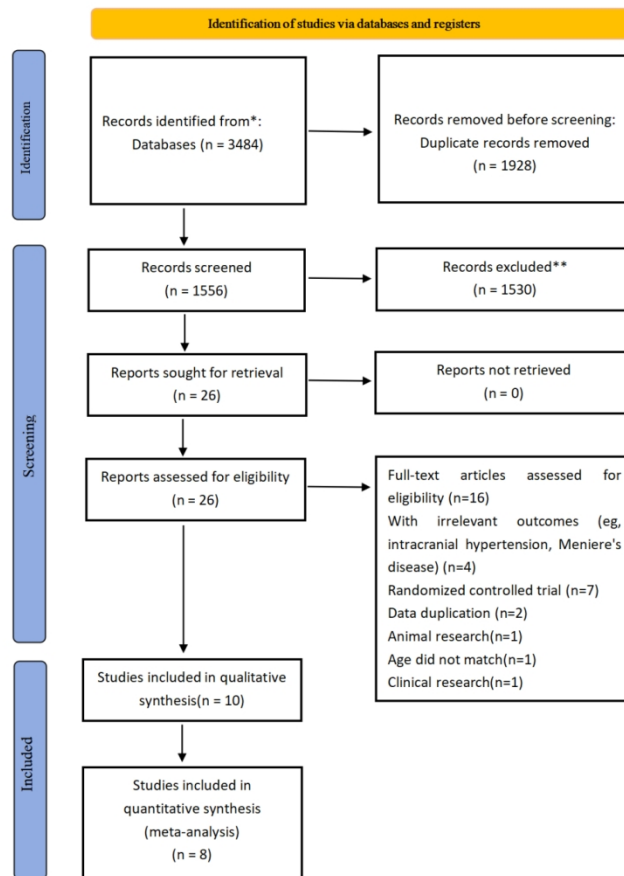 Identification of studies via databases and registers
Identification
Records identified from*:
Databases (n = 3484)
Records removed before screening:
Duplicate records removed
(n = 1928)
Screening
Records screened
(n = 1556)
Records excluded**
(n = 1530)
Reports sought for retrieval
(n = 26)
Reports not retrieved
(n = 0)
Reports assessed for eligibility
(n = 26)
Full-text articles assessed for
eligibility (n=16)
With irrelevant outcomes (eg,
intracranial hypertension, Meniere's
disease) (n=4)
Randomized controlled trial (n=7)
Data duplication (n=2)
Animal research(n=1)
Age did not match(n=1)
Clinical research(n=1)
Included
Studies included in qualitative
synthesis(n = 10)
Studies included in
quantitative synthesis
(meta-analysis)
(n = 8)